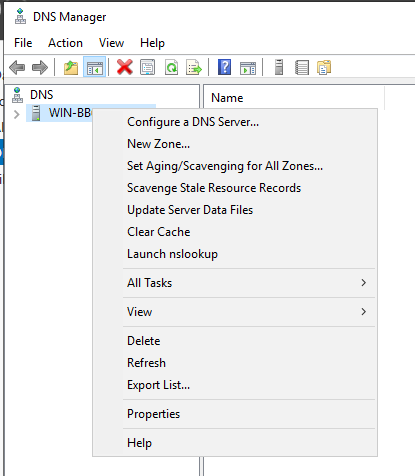 DNS Manager
File Action View Help
DNS
Name
WIN-BB
Configure a DNS Server...
New Zone...
Set Aging/Scavenging for All Zones...
Scavenge Stale Resource Records
Update Server Data Files
Clear Cache
Launch nslookup
All Tasks
View
Delete
Refresh
Export List...
Properties
Help